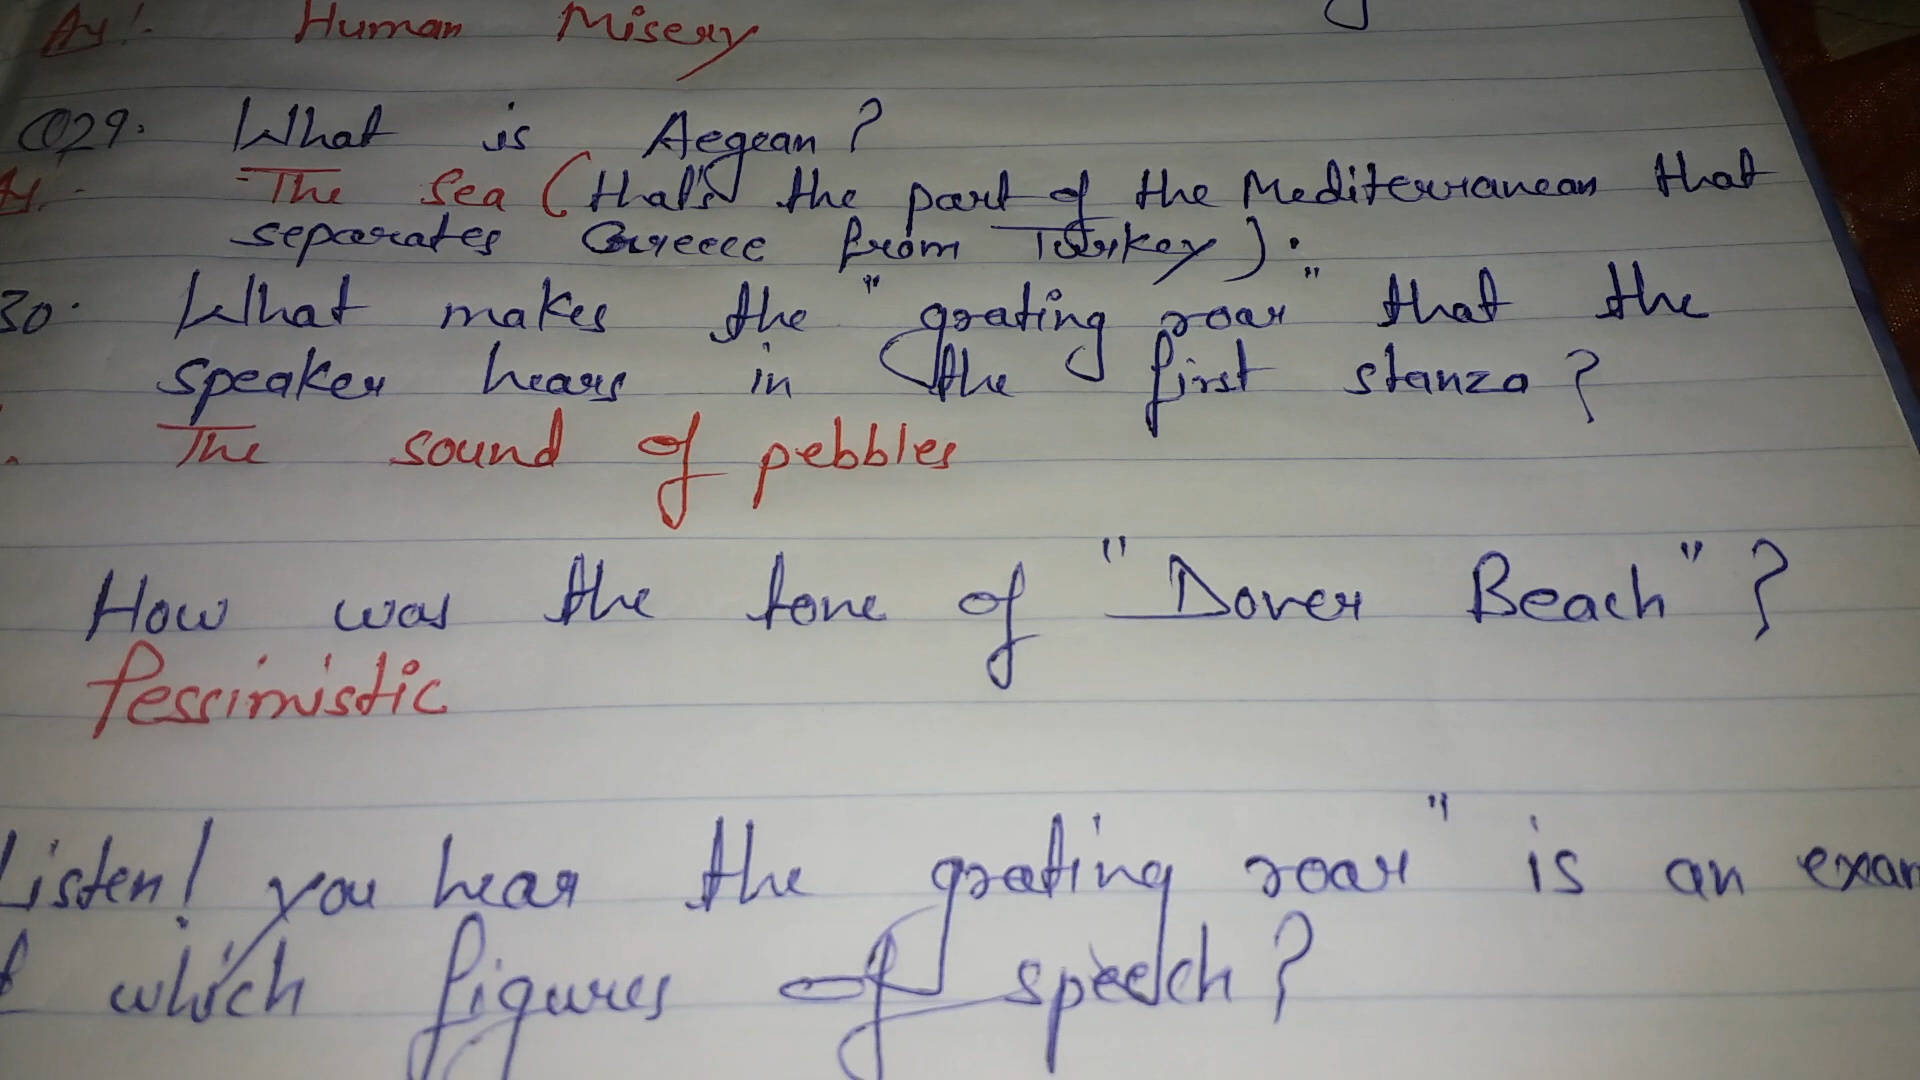 Human Misery
Q29. What is Aegean?
The Sea (that's the part of the Mediterranean that
separates Greece from Turkey).
30. What makes the "grating roar" that the
speaker hears in the first stanza?
The sound of pebbles
How was the tone of "Dover Beach"?
Pessimistic
Listen! you hear the grating roar" is an
which figures of speech?